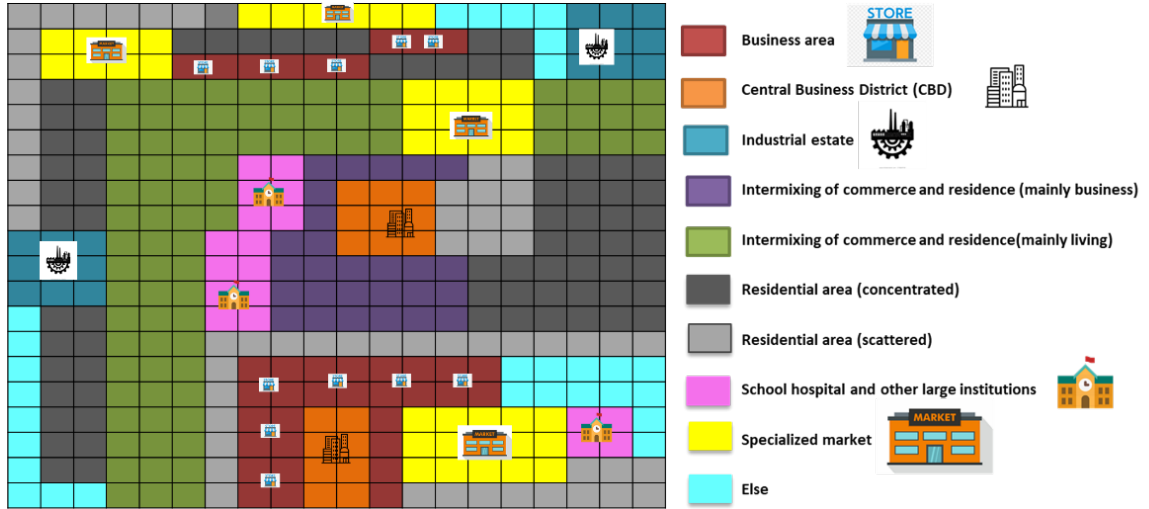 STORE
Business area
Central Business District (CBD)
Industrial estate
Intermixing of commerce and residence (mainly business)
Intermixing of commerce and residence(mainly living)
Residential area (concentrated)
Residential area (scattered)
School hospital and other large institutions
MARKET
Specialized market
Else